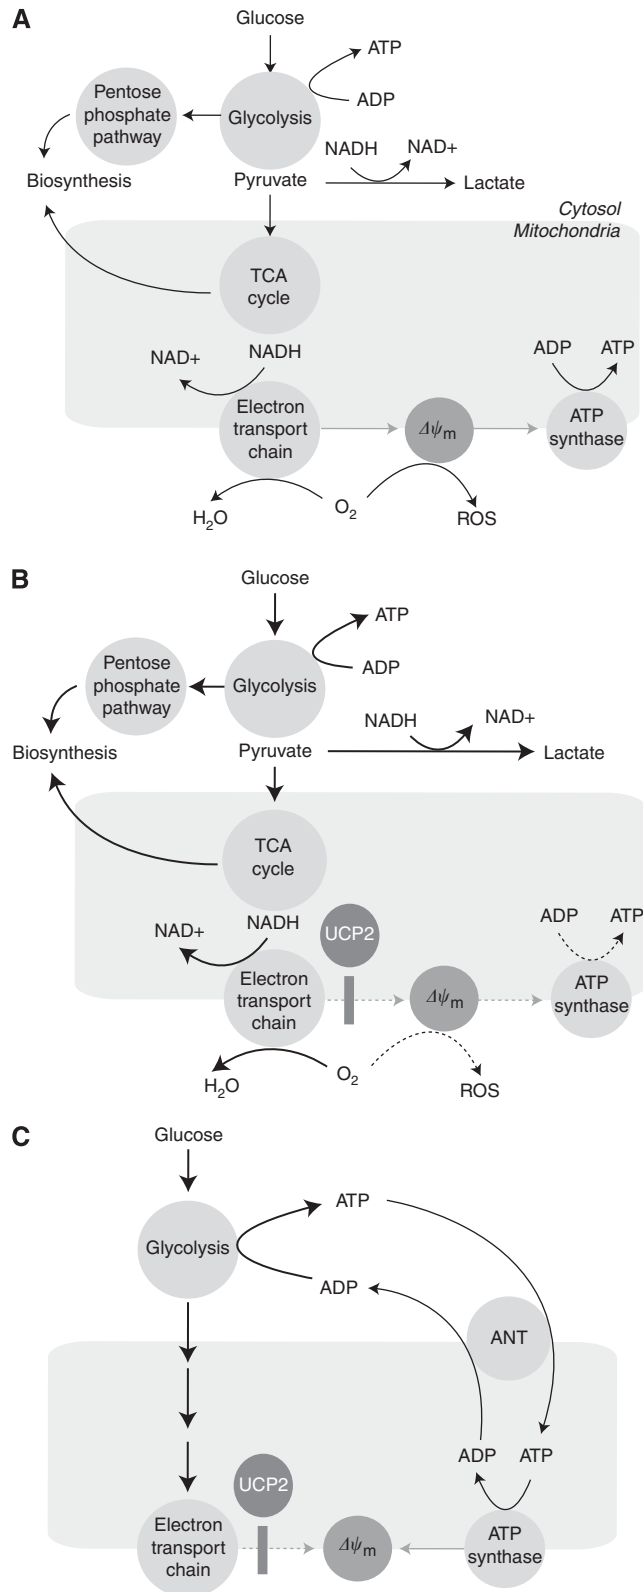 A
Glucose
ATP
Pentose
phosphate
pathway
Glycolysis
ADP
NADH
NAD+
Biosynthesis
Pyruvate
Lactate
Cytosol
Mitochondria
TCA
cycle
NAD+
NADH
ADP
ATP
Electron
transport
chain
Δψm
ATP
synthase
H2O
O2
ROS
B
Glucose
ATP
Pentose
phosphate
pathway
Glycolysis
ADP
NADH
NAD+
Biosynthesis
Pyruvate
Lactate
TCA
cycle
NAD+
NADH
UCP2
ADP
ATP
Electron
transport
chain
Δψm
ATP
synthase
H2O
O2
ROS
C
Glucose
ATP
Glycolysis
ADP
ANT
ADP
ATP
UCP2
Electron
transport
chain
Δψm
ATP
synthase